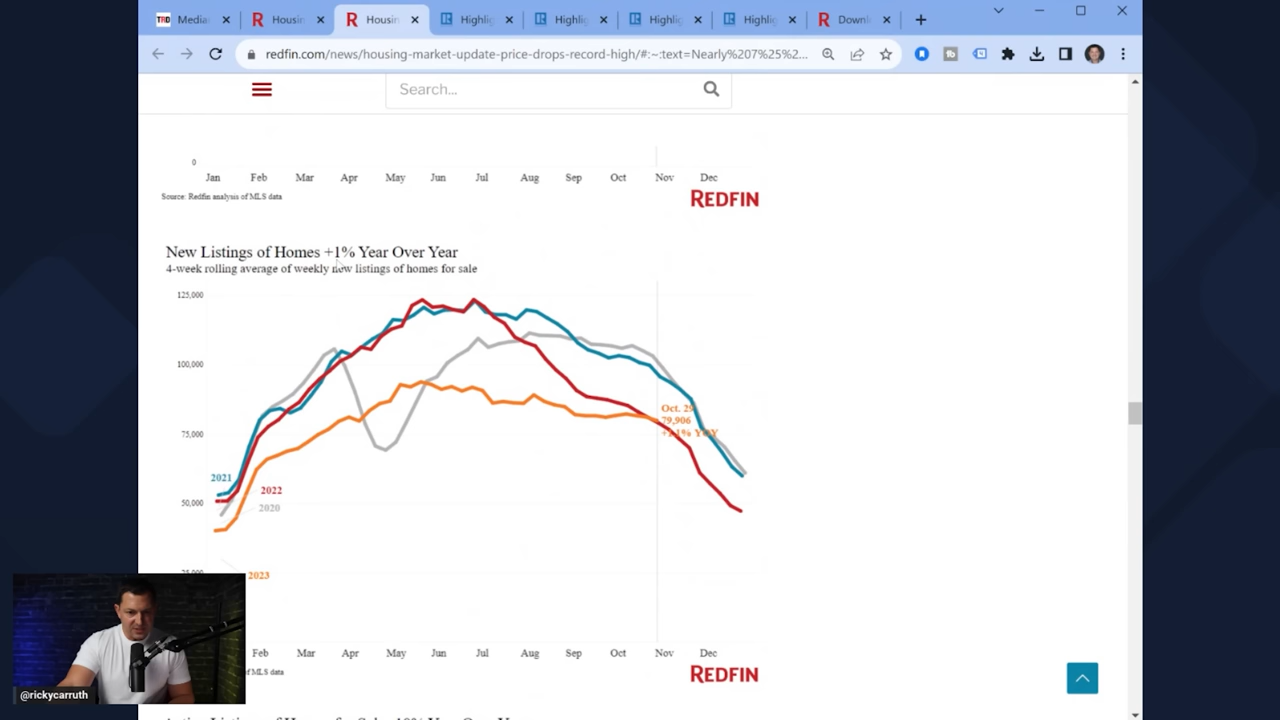 Media
Housin
Housin
Highlig
Highlig
Highlig
Highlig
Downl
redfin.com/news/housing-market-update-price-drops-record-high/#:~:text=Nearly%207%25%2...
Search...
0
Jan Feb Mar Apr May Jun Jul Aug Sep Oct Nov Dec
Source: Redfin analysis of MLS data
REDFIN
New Listings of Homes +1% Year Over Year
4-week rolling average of weekly new listings of homes for sale
125,000
100,000
75,000
50,000
Oct. 29
79,906
YOY
2021
2022
2020
2023
Feb Mar Apr May Jun Jul Aug Sep Oct Nov Dec
of MLS data
REDFIN
@rickycarruth